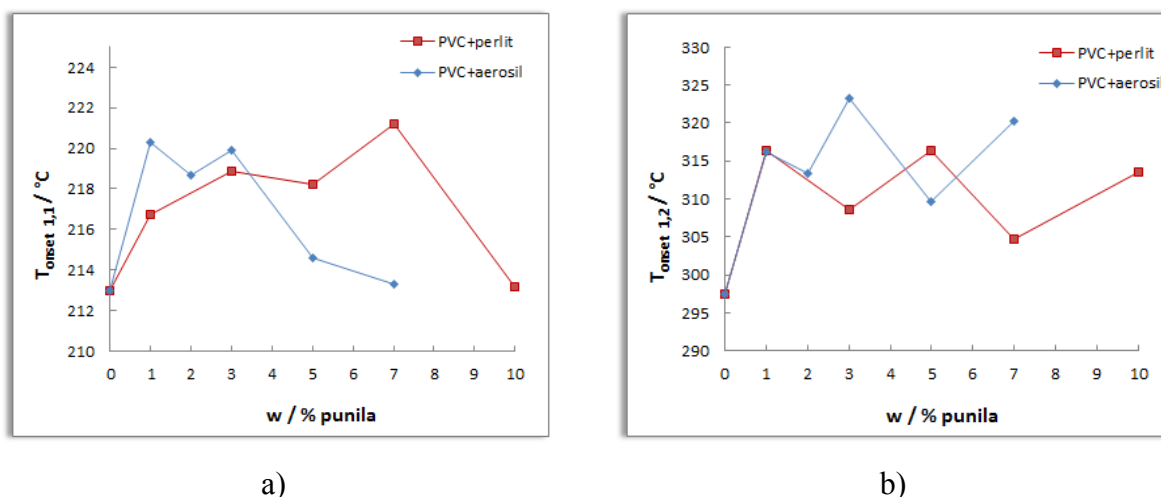 PVC+perlit
PVC+aerosil
224
222
220
218
216
214
212
210
T onset 1,1 / °C
0 1 2 3 4 5 6 7 8 9 10
w / % punila
a)
PVC+perlit
PVC+aerosil
330
325
320
315
310
305
300
295
290
T onset 1,2 / °C
0 1 2 3 4 5 6 7 8 9 10
w / % punila
b)